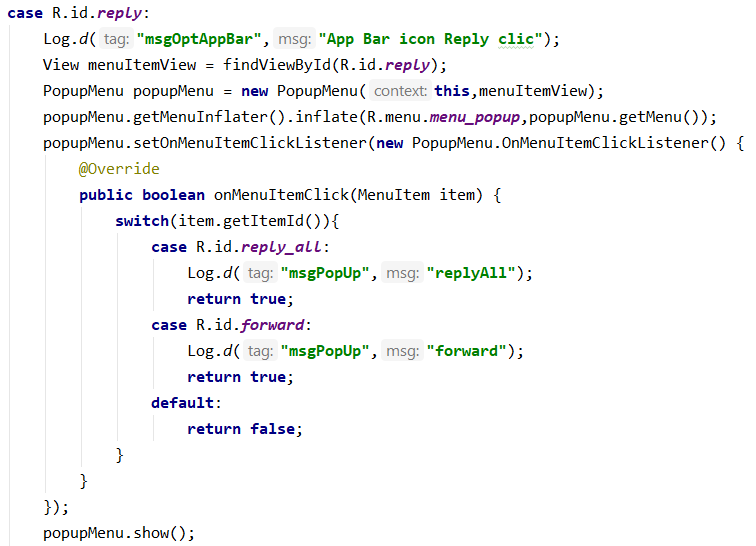 case R.id.reply:
Log.d( tag: "msgOptAppBar", msg: "App Bar icon Reply clic");
View menuItemView = findViewById(R.id.reply);
PopupMenu popupMenu = new PopupMenu( context: this,menuItemView);
popupMenu.getMenuInflater().inflate(R.menu.menu_popup,popupMenu.getMenu());
popupMenu.setOnMenuItemClickListener(new PopupMenu.OnMenuItemClickListener() {
@Override
public boolean onMenuItemClick(MenuItem item) {
switch(item.getItemId()){
case R.id.reply_all:
Log.d( tag: "msgPopUp", msg: "replyAll");
return true;
case R.id.forward:
Log.d( tag: "msgPopUp", msg: "forward");
return true;
default:
return false;
}
}
});
popupMenu.show();